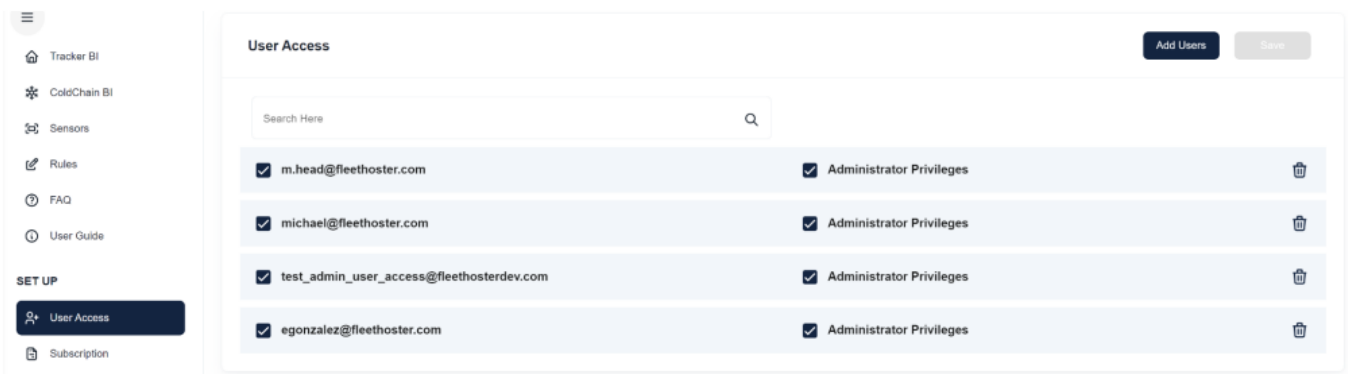 Tracker BI
ColdChain BI
Sensors
Rules
FAQ
User Guide
SET UP
User Access
Subscription
User Access
Add Users
Save
Search Here
m.head@fleethoster.com Administrator Privileges
michael@fleethoster.com Administrator Privileges
test_admin_user_access@fleethosterdev.com Administrator Privileges
egonzalez@fleethoster.com Administrator Privileges